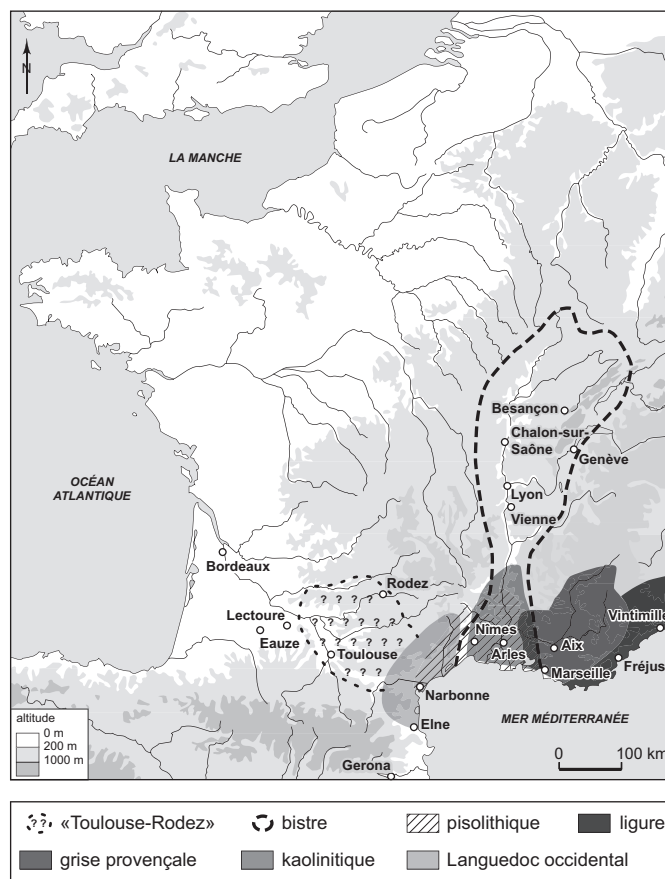 N
LA MANCHE
OCÉAN
ATLANTIQUE
Besançon
Chalon-sur-
Saône
Genève
Lyon
Vienne
Bordeaux
Rodez
? ? ? ?
Lectoure
? ? ? ? ? ? ?
Eauze
? ? ? ? ? ?
Toulouse
? ? ?
Nîmes
Arles
Aix
Vintimille
Marseille
Fréjus
Narbonne
Elne
MER MÉDITERRANÉE
Gerona
altitude
0 m
200 m
1000 m
0 100 km
?? «Toulouse-Rodez» bistre pisolithique ligure
grise provençale kaolinitique Languedoc occidental